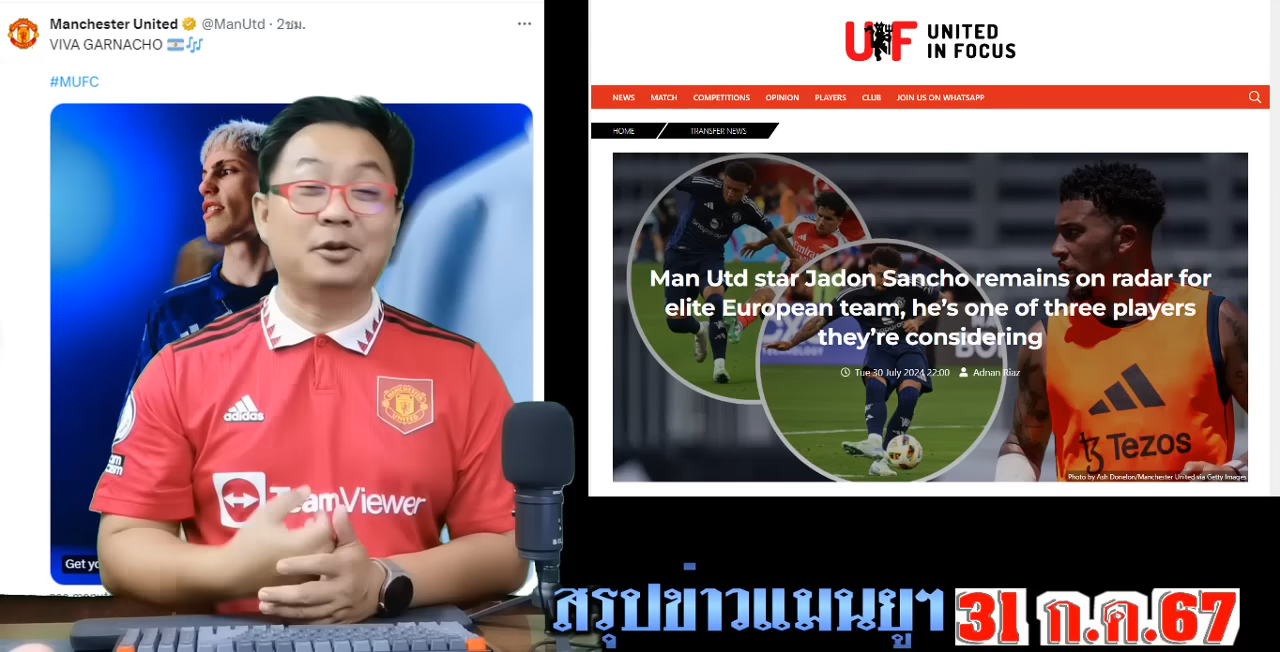 Manchester United @ManUtd · 2ชม.
VIVA GARNACHO
#MUFC
adidas
MANCHESTER
UNITED
TeamViewer
UF UNITED
IN FOCUS
NEWS MATCH COMPETITIONS OPINION PLAYERS CLUB JOIN US ON WHATSAPP
HOME TRANSFER NEWS
Man Utd star Jadon Sancho remains on radar for
elite European team, he's one of three players
they're considering
Tue 30 July 2024 22:00 Adnan Riaz
Tezos
Photo by Ash Donelon/Manchester United via Getty Images
สรุปข่าวแมนยูฯ 31 ก.ค.67